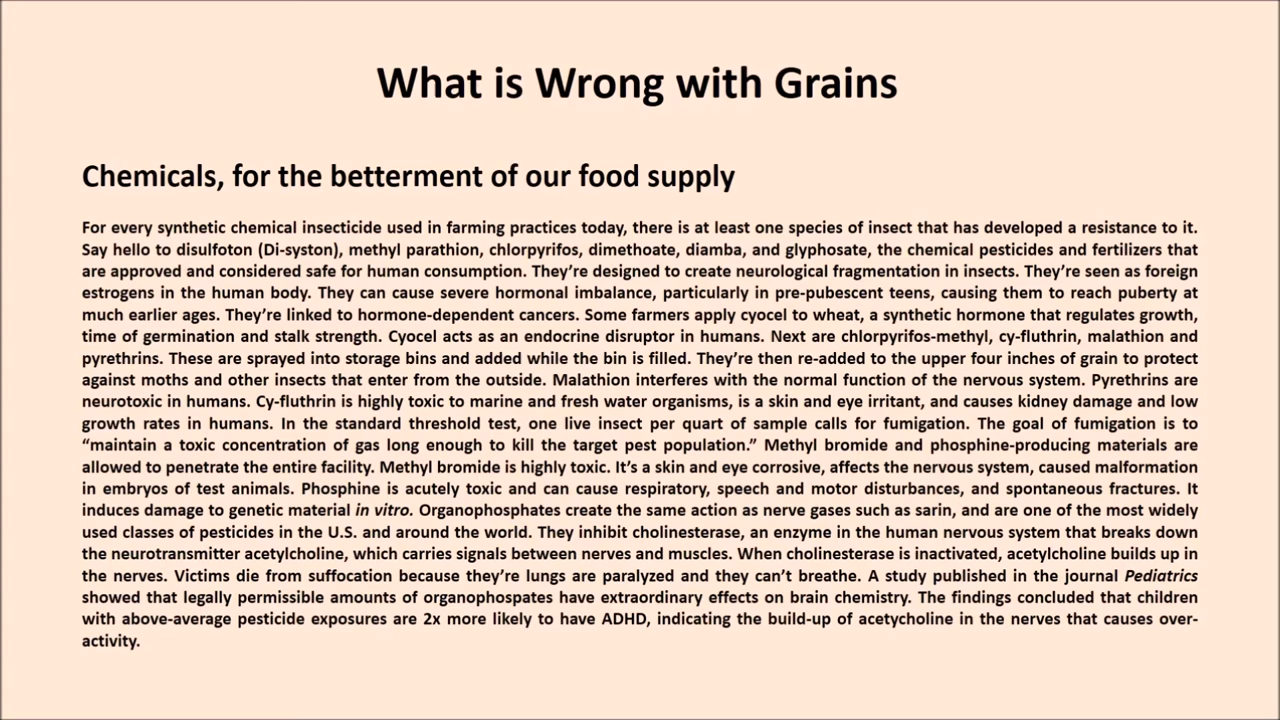 What is Wrong with Grains
Chemicals, for the betterment of our food supply
For every synthetic chemical insecticide used in farming practices today, there is at least one species of insect that has developed a resistance to it.
Say hello to disulfoton (Di-syston), methyl parathion, chlorpyrifos, dimethoate, diamba, and glyphosate, the chemical pesticides and fertilizers that
are approved and considered safe for human consumption. They’re designed to create neurological fragmentation in insects. They’re seen as foreign
estrogens in the human body. They can cause severe hormonal imbalance, particularly in pre-pubescent teens, causing them to reach puberty at
much earlier ages. They’re linked to hormone-dependent cancers. Some farmers apply cyocel to wheat, a synthetic hormone that regulates growth,
time of germination and stalk strength. Cyocel acts as an endocrine disruptor in humans. Next are chlorpyrifos-methyl, cy-fluthrin, malathion and
pyrethrins. These are sprayed into storage bins and added while the bin is filled. They’re then re-added to the upper four inches of grain to protect
against moths and other insects that enter from the outside. Malathion interferes with the normal function of the nervous system. Pyrethrins are
neurotoxic in humans. Cy-fluthrin is highly toxic to marine and fresh water organisms, is a skin and eye irritant, and causes kidney damage and low
growth rates in humans. In the standard threshold test, one live insect per quart of sample calls for fumigation. The goal of fumigation is to
“maintain a toxic concentration of gas long enough to kill the target pest population.” Methyl bromide and phosphine-producing materials are
allowed to penetrate the entire facility. Methyl bromide is highly toxic. It’s a skin and eye corrosive, affects the nervous system, caused malformation
in embryos of test animals. Phosphine is acutely toxic and can cause respiratory, speech and motor disturbances, and spontaneous fractures. It
induces damage to genetic material in vitro. Organophosphates create the same action as nerve gases such as sarin, and are one of the most widely
used classes of pesticides in the U.S. and around the world. They inhibit cholinesterase, an enzyme in the human nervous system that breaks down
the neurotransmitter acetylcholine, which carries signals between nerves and muscles. When cholinesterase is inactivated, acetylcholine builds up in
the nerves. Victims die from suffocation because they’re lungs are paralyzed and they can’t breathe. A study published in the journal Pediatrics
showed that legally permissible amounts of organophospates have extraordinary effects on brain chemistry. The findings concluded that children
with above-average pesticide exposures are 2x more likely to have ADHD, indicating the build-up of acetycholine in the nerves that causes over-
activity.